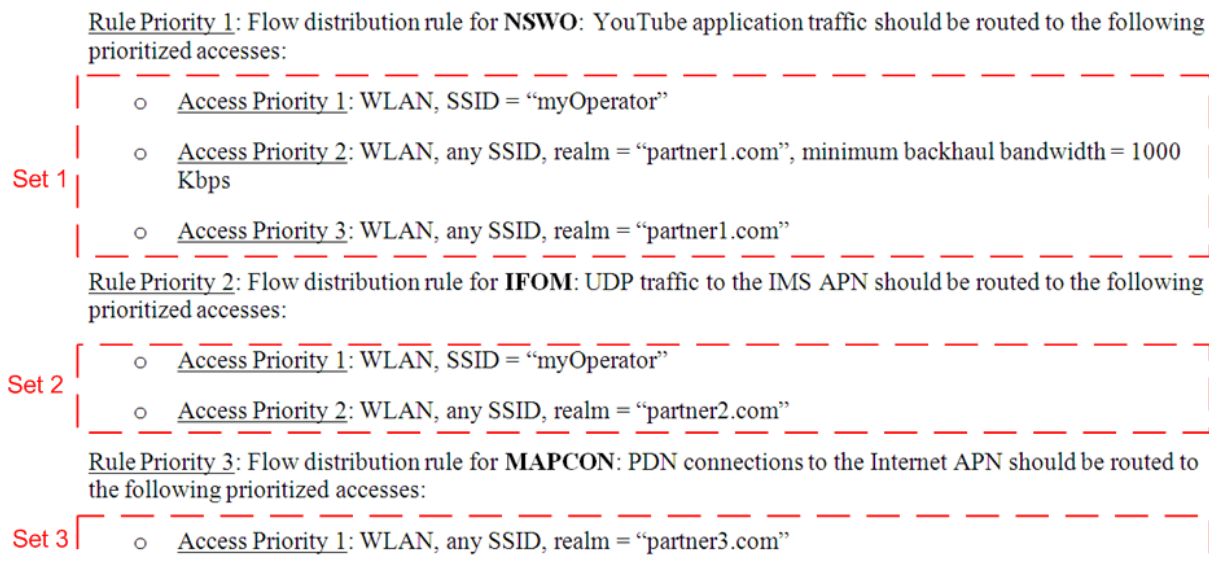 Rule Priority 1: Flow distribution rule for NSWO: YouTube application traffic should be routed to the following
prioritized accesses:
Set 1
o Access Priority 1: WLAN, SSID = “myOperator”
o Access Priority 2: WLAN, any SSID, realm = “partner1.com”, minimum backhaul bandwidth = 1000
Kbps
o Access Priority 3: WLAN, any SSID, realm = “partner1.com”
Rule Priority 2: Flow distribution rule for IFOM: UDP traffic to the IMS APN should be routed to the following
prioritized accesses:
Set 2
o Access Priority 1: WLAN, SSID = “myOperator”
o Access Priority 2: WLAN, any SSID, realm = “partner2.com”
Rule Priority 3: Flow distribution rule for MAPCON: PDN connections to the Internet APN should be routed to
the following prioritized accesses:
Set 3
o Access Priority 1: WLAN, any SSID, realm = “partner3.com”